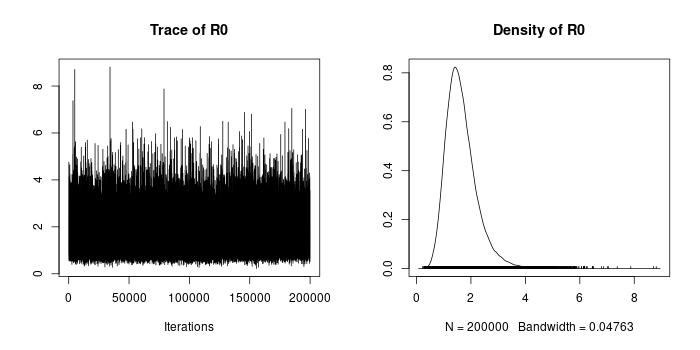 Trace of R0
8
6
4
2
0
0 50000 100000 150000 200000
Iterations
Density of R0
0.8
0.6
0.4
0.2
0.0
0 2 4 6 8
N = 200000 Bandwidth = 0.04763